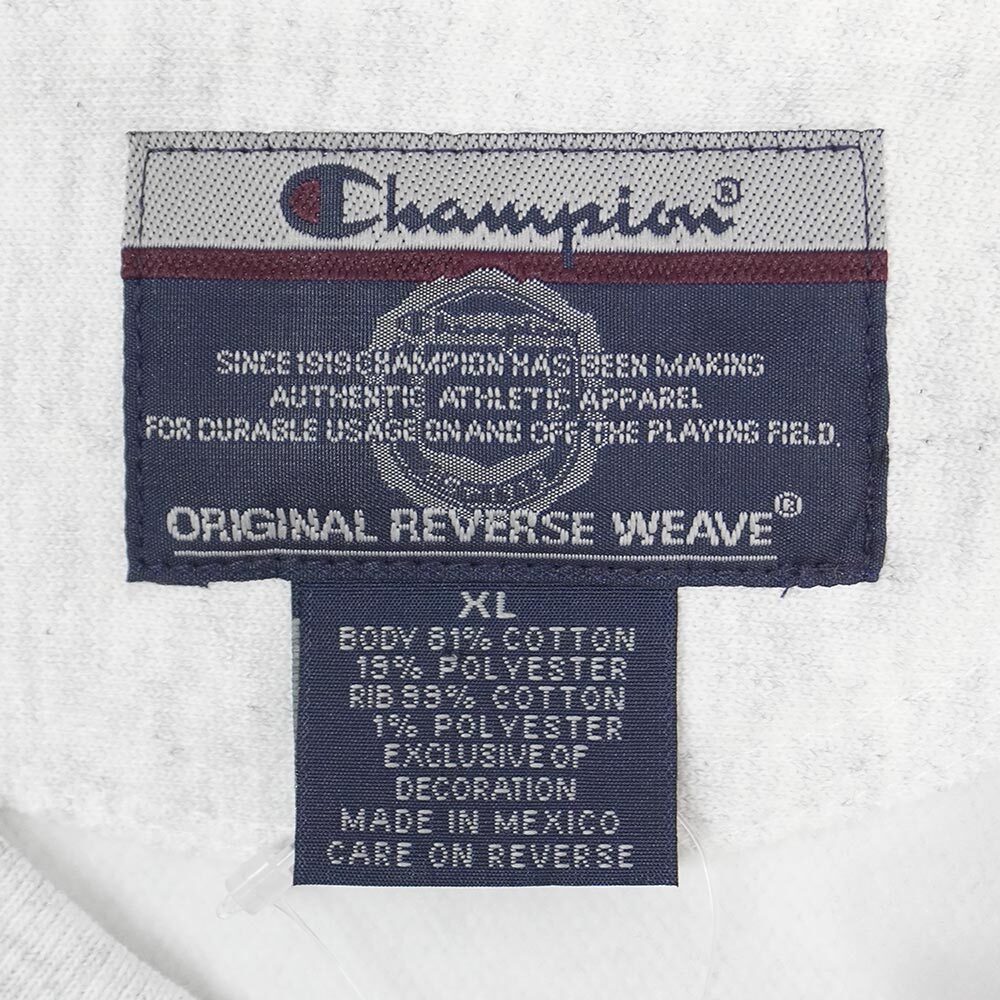 Champion®
Champion
SINCE 1919 CHAMPION HAS BEEN MAKING
AUTHENTIC ATHLETIC APPAREL
FOR DURABLE USAGE ON AND OFF THE PLAYING FIELD.
ORIGINAL REVERSE WEAVE®
XL
BODY 81% COTTON
19% POLYESTER
RIB 99% COTTON
1% POLYESTER
EXCLUSIVE OF
DECORATION
MADE IN MEXICO
CARE ON REVERSE